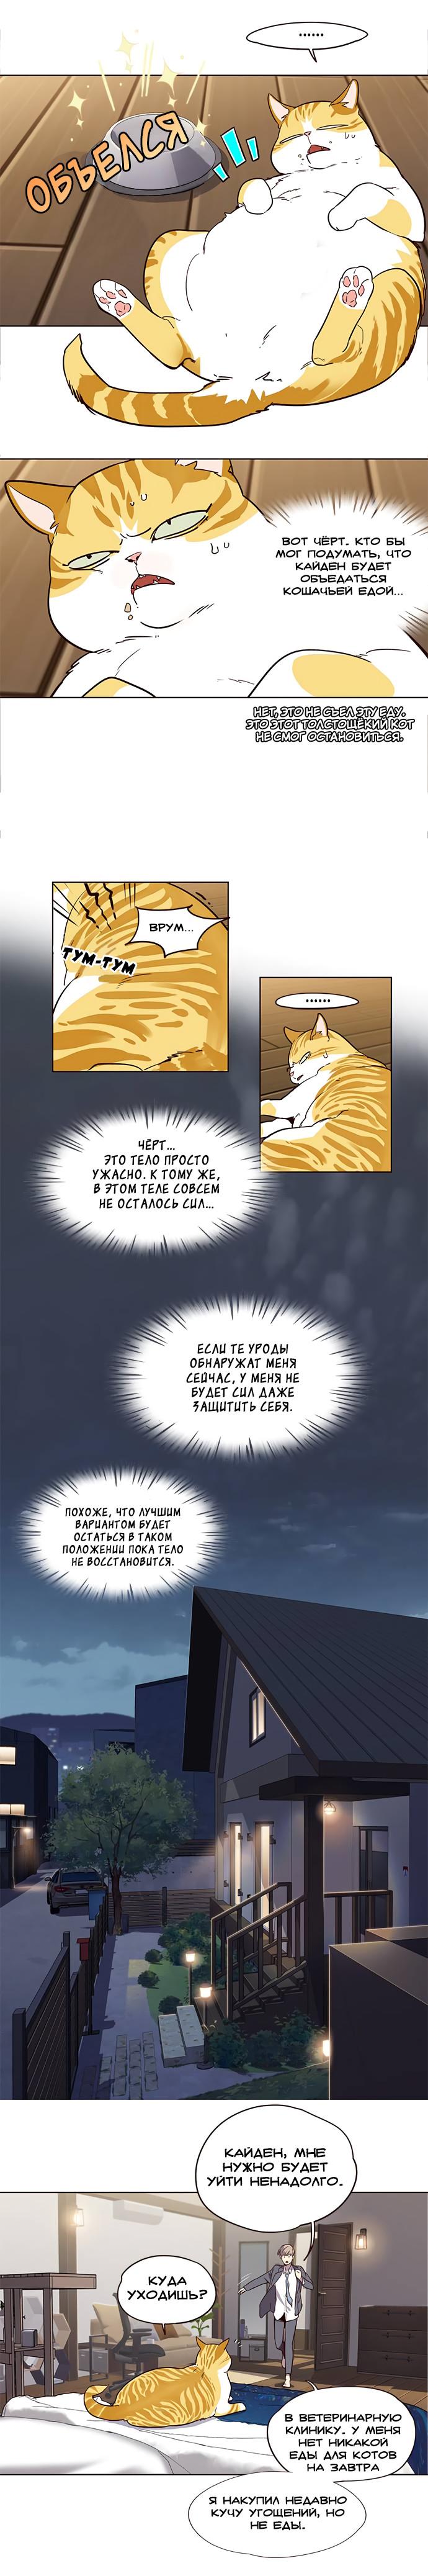 ......
ОБЪЕЛСЯ
ВОТ ЧЁРТ. КТО БЫ
МОГ ПОДУМАТЬ, ЧТО
КАЙДЕН БУДЕТ
ОБЪЕДАТЬСЯ
КОШАЧЬЕЙ ЕДОЙ...
НЕТ, ЭТО НЕ СЪЕЛ ЭТУ ЕДУ.
ЭТО ЭТОТ ТОЛСТОЩЁКИЙ КОТ
НЕ СМОГ ОСТАНОВИТЬСЯ.
ВРУМ...
ТУМ-ТУМ
......
ЧЁРТ...
ЭТО ТЕЛО ПРОСТО
УЖАСНО. К ТОМУ ЖЕ,
В ЭТОМ ТЕЛЕ СОВСЕМ
НЕ ОСТАЛОСЬ СИЛ...
ЕСЛИ ТЕ УРОДЫ
ОБНАРУЖАТ МЕНЯ
СЕЙЧАС, У МЕНЯ НЕ
БУДЕТ СИЛ ДАЖЕ
ЗАЩИТИТЬ СЕБЯ.
ПОХОЖЕ, ЧТО ЛУЧШИМ
ВАРИАНТОМ БУДЕТ
ОСТАТЬСЯ В ТАКОМ
ПОЛОЖЕНИИ ПОКА ТЕЛО
НЕ ВОССТАНОВИТСЯ.
КАЙДЕН, МНЕ
НУЖНО БУДЕТ
УЙТИ НЕНАДОЛГО.
КУДА
УХОДИШЬ?
В ВЕТЕРИНАРНУЮ
КЛИНИКУ. У МЕНЯ
НЕТ НИКАКОЙ
ЕДЫ ДЛЯ КОТОВ
НА ЗАВТРА
Я НАКУПИЛ НЕДАВНО
КУЧУ УГОЩЕНИЙ, НО
НЕ ЕДЫ.